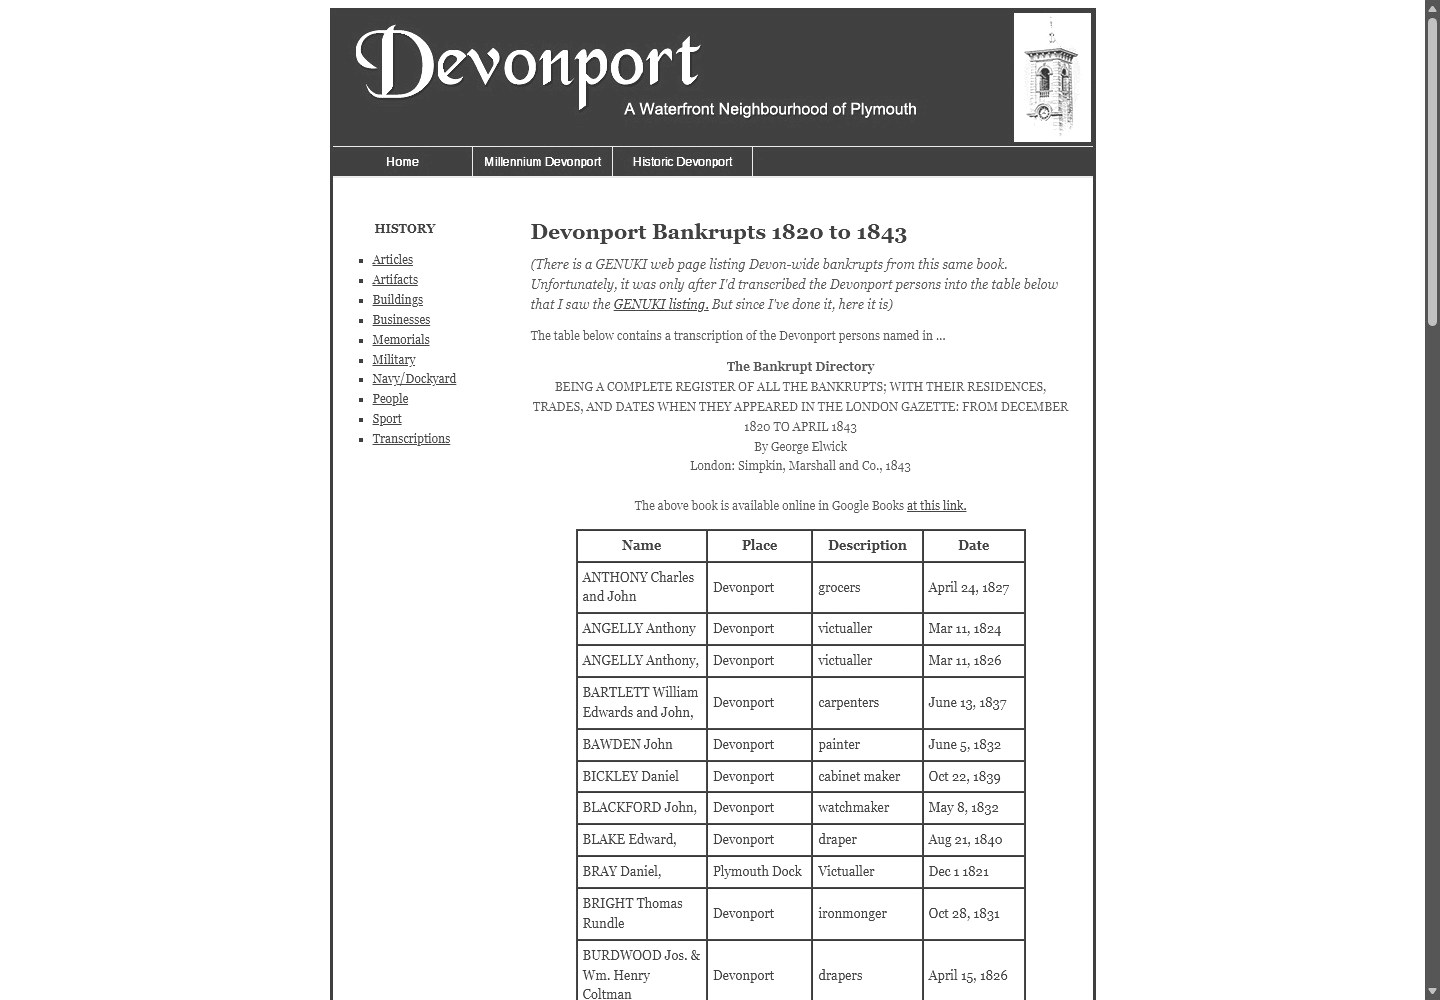 Devonport
A Waterfront Neighbourhood of Plymouth
Home Millennium Devonport Historic Devonport
HISTORY
Articles
Artifacts
Buildings
Businesses
Memorials
Military
Navy/Dockyard
People
Sport
Transcriptions
Devonport Bankrupts 1820 to 1843
(There is a GENUKI web page listing Devon-wide bankrupts from this same book.
Unfortunately, it was only after I'd transcribed the Devonport persons into the table below
that I saw the GENUKI listing. But since I've done it, here it is)
The table below contains a transcription of the Devonport persons named in ...
The Bankrupt Directory
BEING A COMPLETE REGISTER OF ALL THE BANKRUPTS; WITH THEIR RESIDENCES,
TRADES, AND DATES WHEN THEY APPEARED IN THE LONDON GAZETTE: FROM DECEMBER
1820 TO APRIL 1843
By George Elwick
London: Simpkin, Marshall and Co., 1843
The above book is available online in Google Books at this link.
Name Place Description Date
ANTHONY Charles
and John Devonport grocers April 24, 1827
ANGELLY Anthony Devonport victualler Mar 11, 1824
ANGELLY Anthony, Devonport victualler Mar 11, 1826
BARTLETT William
Edwards and John, Devonport carpenters June 13, 1837
BAWDEN John Devonport painter June 5, 1832
BICKLEY Daniel Devonport cabinet maker Oct 22, 1839
BLACKFORD John, Devonport watchmaker May 8, 1832
BLAKE Edward, Devonport draper Aug 21, 1840
BRAY Daniel, Plymouth Dock Victualler Dec 1 1821
BRIGHT Thomas
Rundle Devonport ironmonger Oct 28, 1831
BURDWOOD Jos. &
Wm. Henry Devonport drapers April 15, 1826
Coltman